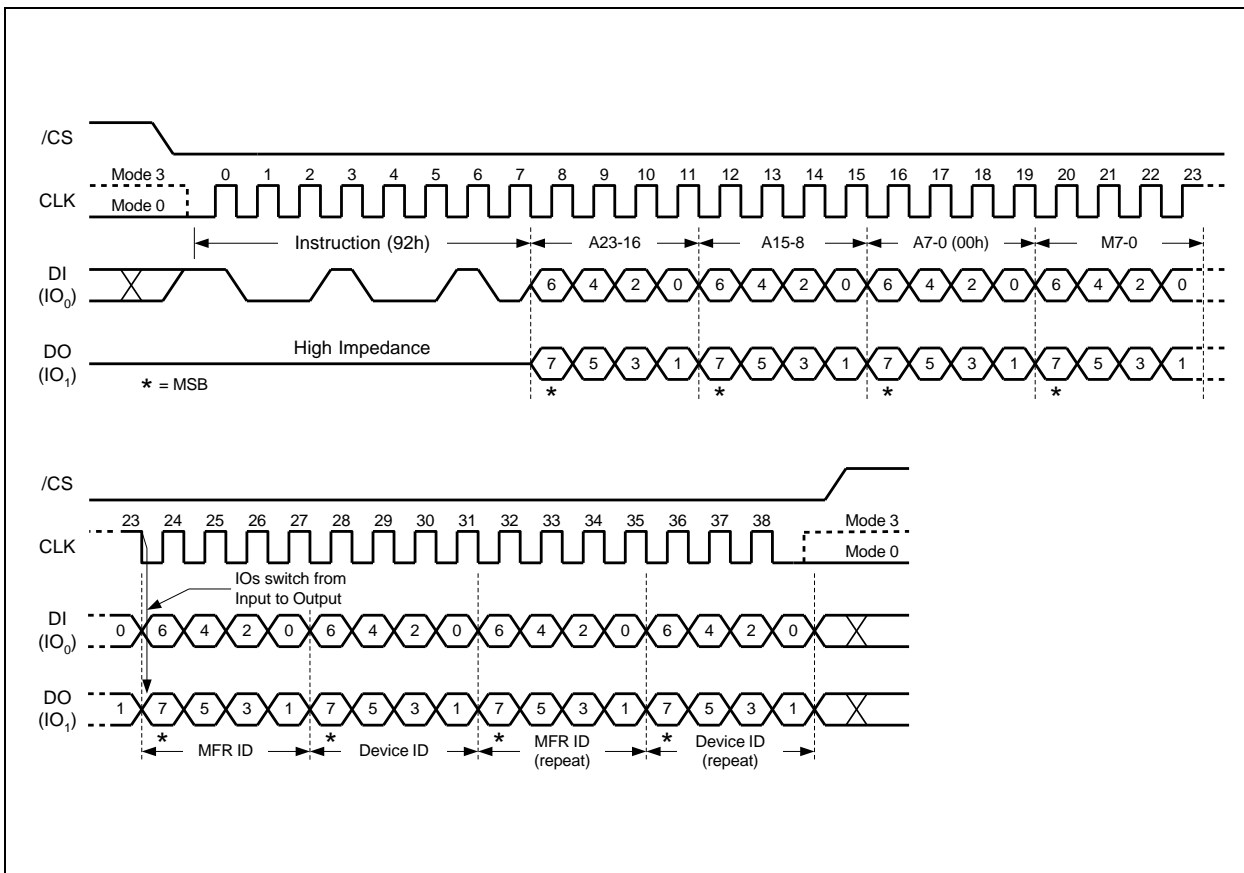 /CS
Mode 3 0 1 2 3 4 5 6 7 8 9 10 11 12 13 14 15 16 17 18 19 20 21 22 23
CLK
Mode 0
Instruction (92h) A23-16 A15-8 A7-0 (00h) M7-0
DI
(IO0) 6 4 2 0 6 4 2 0 6 4 2 0 6 4 2 0
High Impedance
DO
(IO1) 7 5 3 1 7 5 3 1 7 5 3 1 7 5 3 1
* = MSB * * * *
/CS
23 24 25 26 27 28 29 30 31 32 33 34 35 36 37 38 Mode 3
CLK
Mode 0
IOs switch from
Input to Output
DI
(IO0) 0 6 4 2 0 6 4 2 0 6 4 2 0 6 4 2 0
DO
(IO1) 1 7 5 3 1 7 5 3 1 7 5 3 1 7 5 3 1
* * * *
MFR ID Device ID MFR ID (repeat) Device ID (repeat)